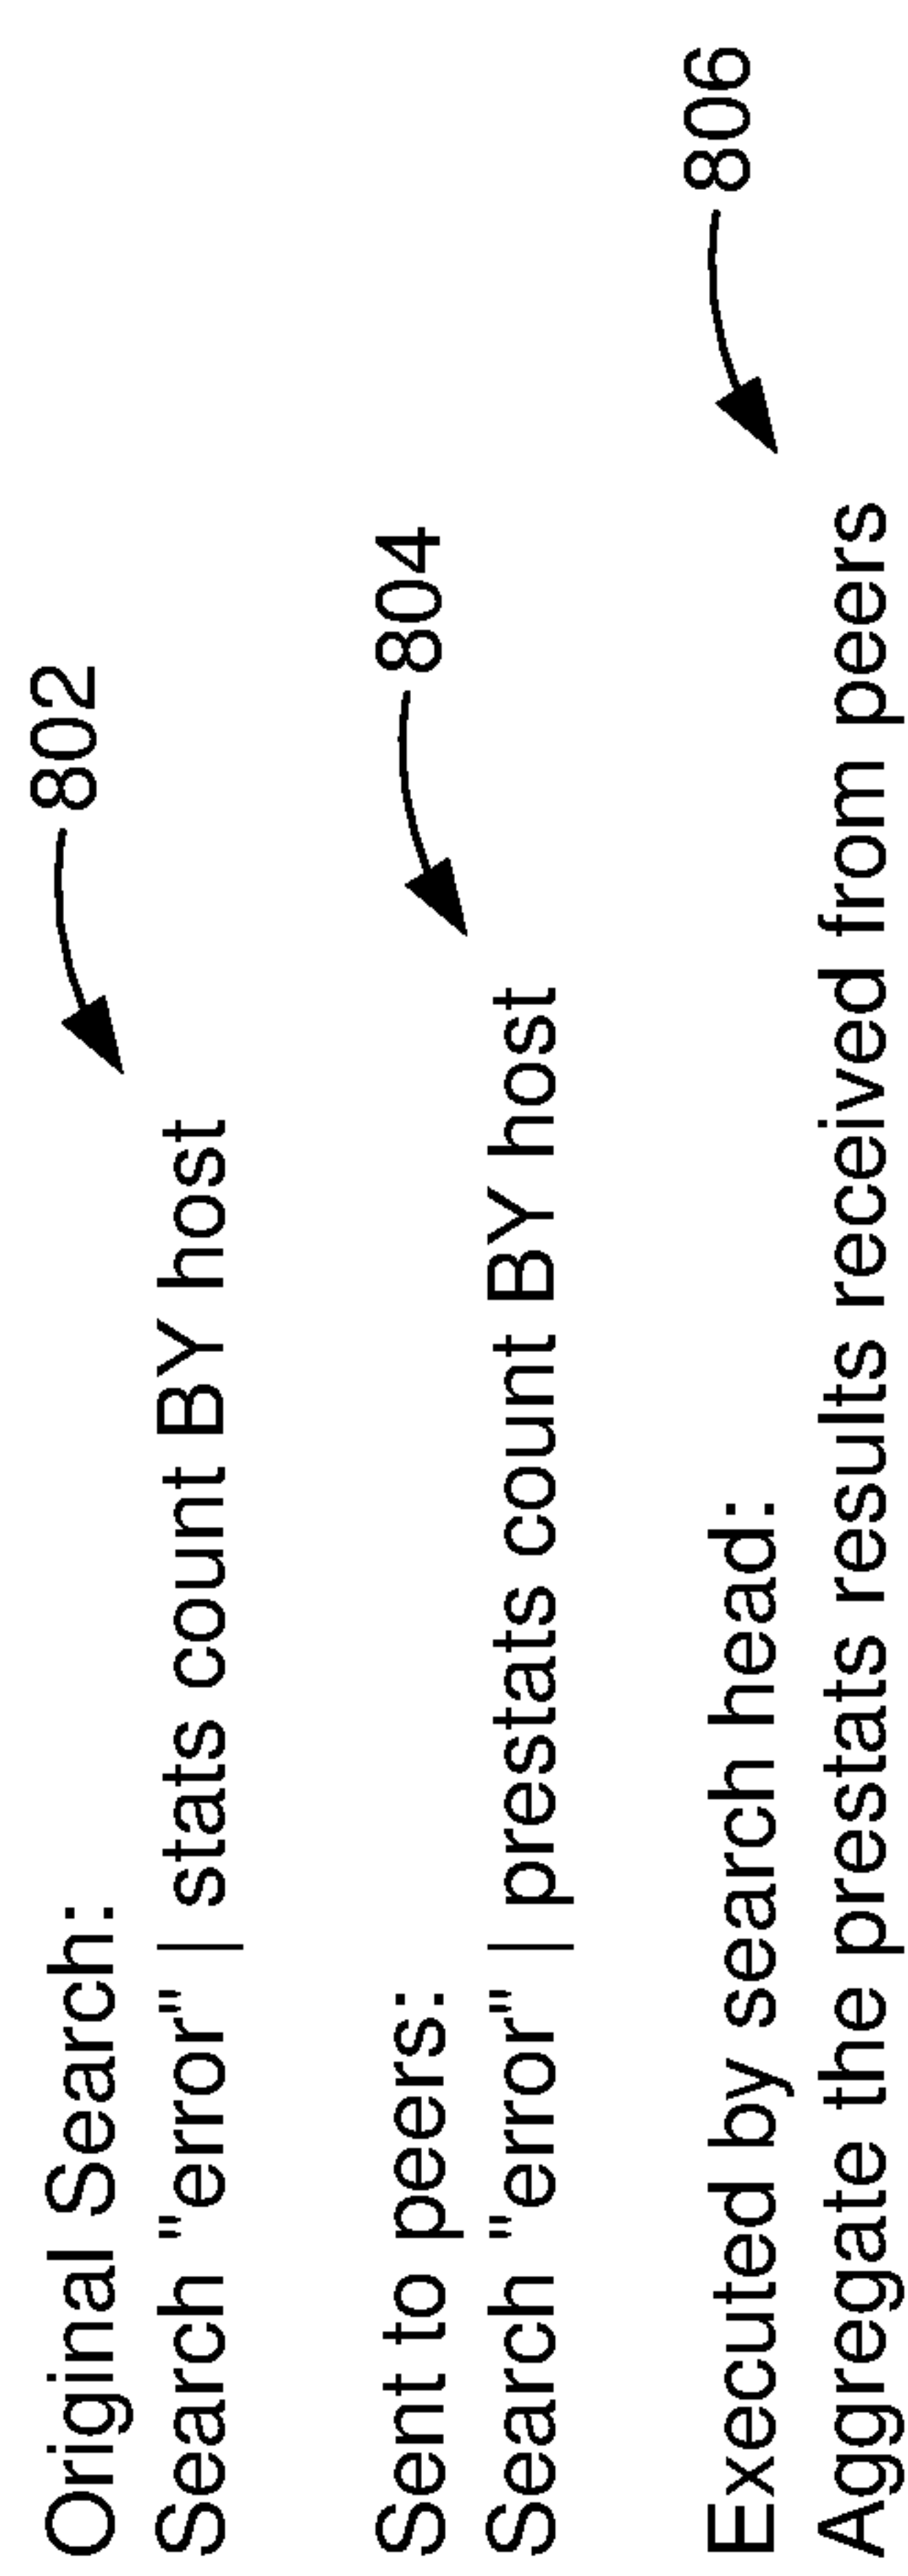 Original Search:
802
Search "error" | stats count BY host
Sent to peers:
804
Search "error" | prestats count BY host
Executed by search head:
806
Aggregate the prestats results received from peers